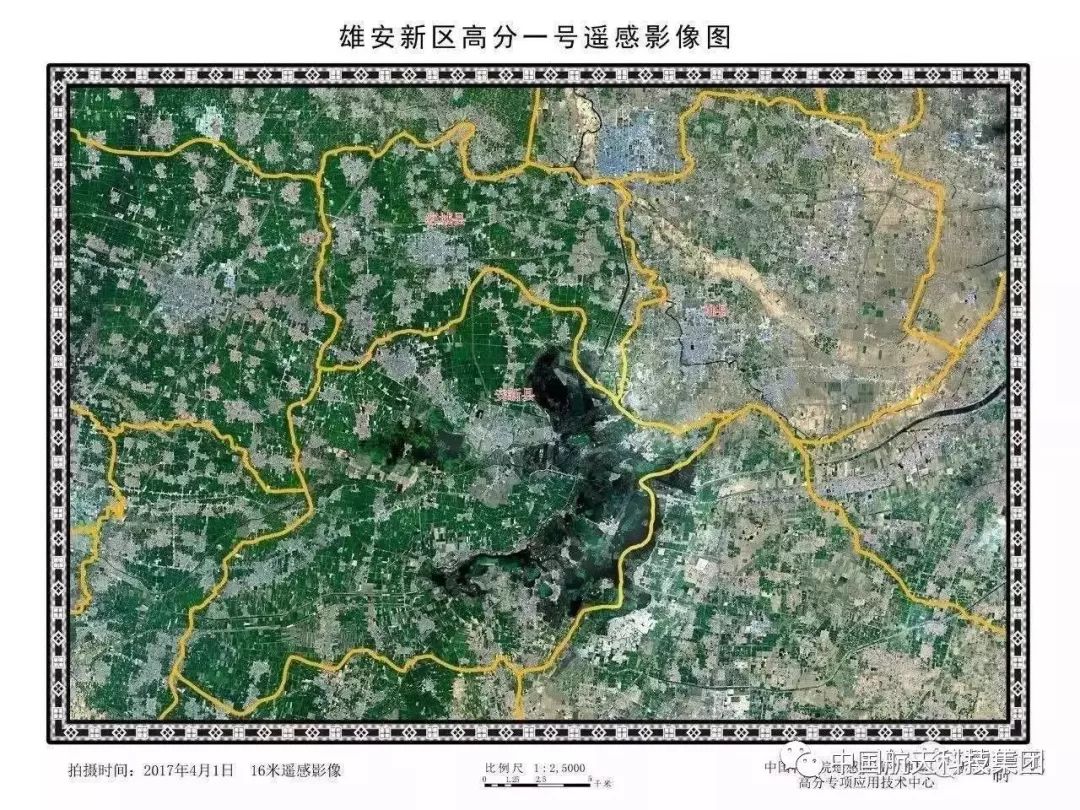 雄安新区高分一号遥感影像图
容城县
雄县
安新县
拍摄时间：2017年4月1日 16米遥感影像
比例尺 1：2,5000
0 1.25 2.5 5
千米
中国航天科技集团
高分专项应用技术中心
制